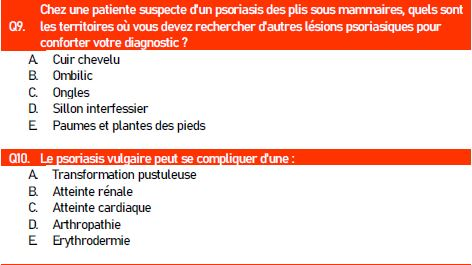 Chez une patiente suspecte d'un psoriasis des plis sous mammaires, quels sont
Q9. les territoires où vous devez rechercher d'autres lésions psoriasiques pour
conforter votre diagnostic ?
A. Cuir chevelu
B. Ombilic
C. Ongles
D. Sillon interfessier
E. Paumes et plantes des pieds
Q10. Le psoriasis vulgaire peut se compliquer d'une :
A. Transformation pustuleuse
B. Atteinte rénale
C. Atteinte cardiaque
D. Arthropathie
E. Erythrodermie